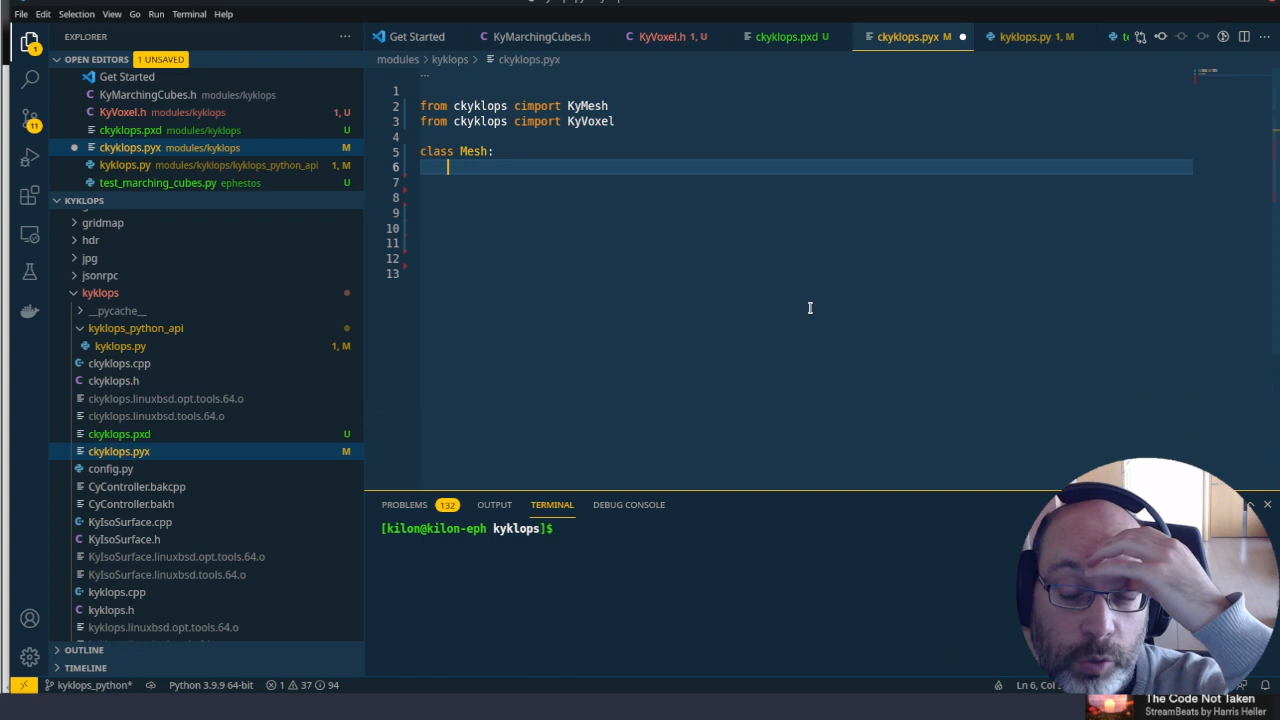 File Edit Selection View Go Run Terminal Help
EXPLORER
Get Started
KyMarchingCubes.h
KyVoxel.h 1, U
ckyklops.pxd U
ckyklops.pyx M
kyklops.py 1, M
OPEN EDITORS 1 UNSAVED
modules > kyklops > ckyklops.pyx
Get Started
KyMarchingCubes.h modules/kyklops
KyVoxel.h modules/kyklops 1, U
ckyklops.pxd modules/kyklops U
ckyklops.pyx modules/kyklops M
kyklops.py modules/kyklops/kyklops_python_api 1, M
test_marching_cubes.py ephestos U
KYKLOPS
gridmap
hdr
jpg
jsonrpc
kyklops
__pycache__
kyklops_python_api
kyklops.py 1, M
ckyklops.cpp
ckyklops.h
ckyklops.linuxbsd.opt.tools.64.o
ckyklops.linuxbsd.tools.64.o
ckyklops.pxd U
ckyklops.pyx M
config.py
CyController.bakcpp
CyController.bakh
KyIsoSurface.cpp
KyIsoSurface.h
KyIsoSurface.linuxbsd.opt.tools.64.o
KyIsoSurface.linuxbsd.tools.64.o
kyklops.cpp
kyklops.h
kyklops.linuxbsd.opt.tools.64.o
OUTLINE
TIMELINE
1
2 from ckyklops cimport KyMesh
3 from ckyklops cimport KyVoxel
4
5 class Mesh:
6
7
8
9
10
11
12
13
PROBLEMS 132 OUTPUT TERMINAL DEBUG CONSOLE
[kilon@kilon-eph kyklops]$
1
11
kyklops_python* Python 3.9.9 64-bit 1 37 94
Ln 6,
The Code Not Taken
StreamBeats by Harris Heller